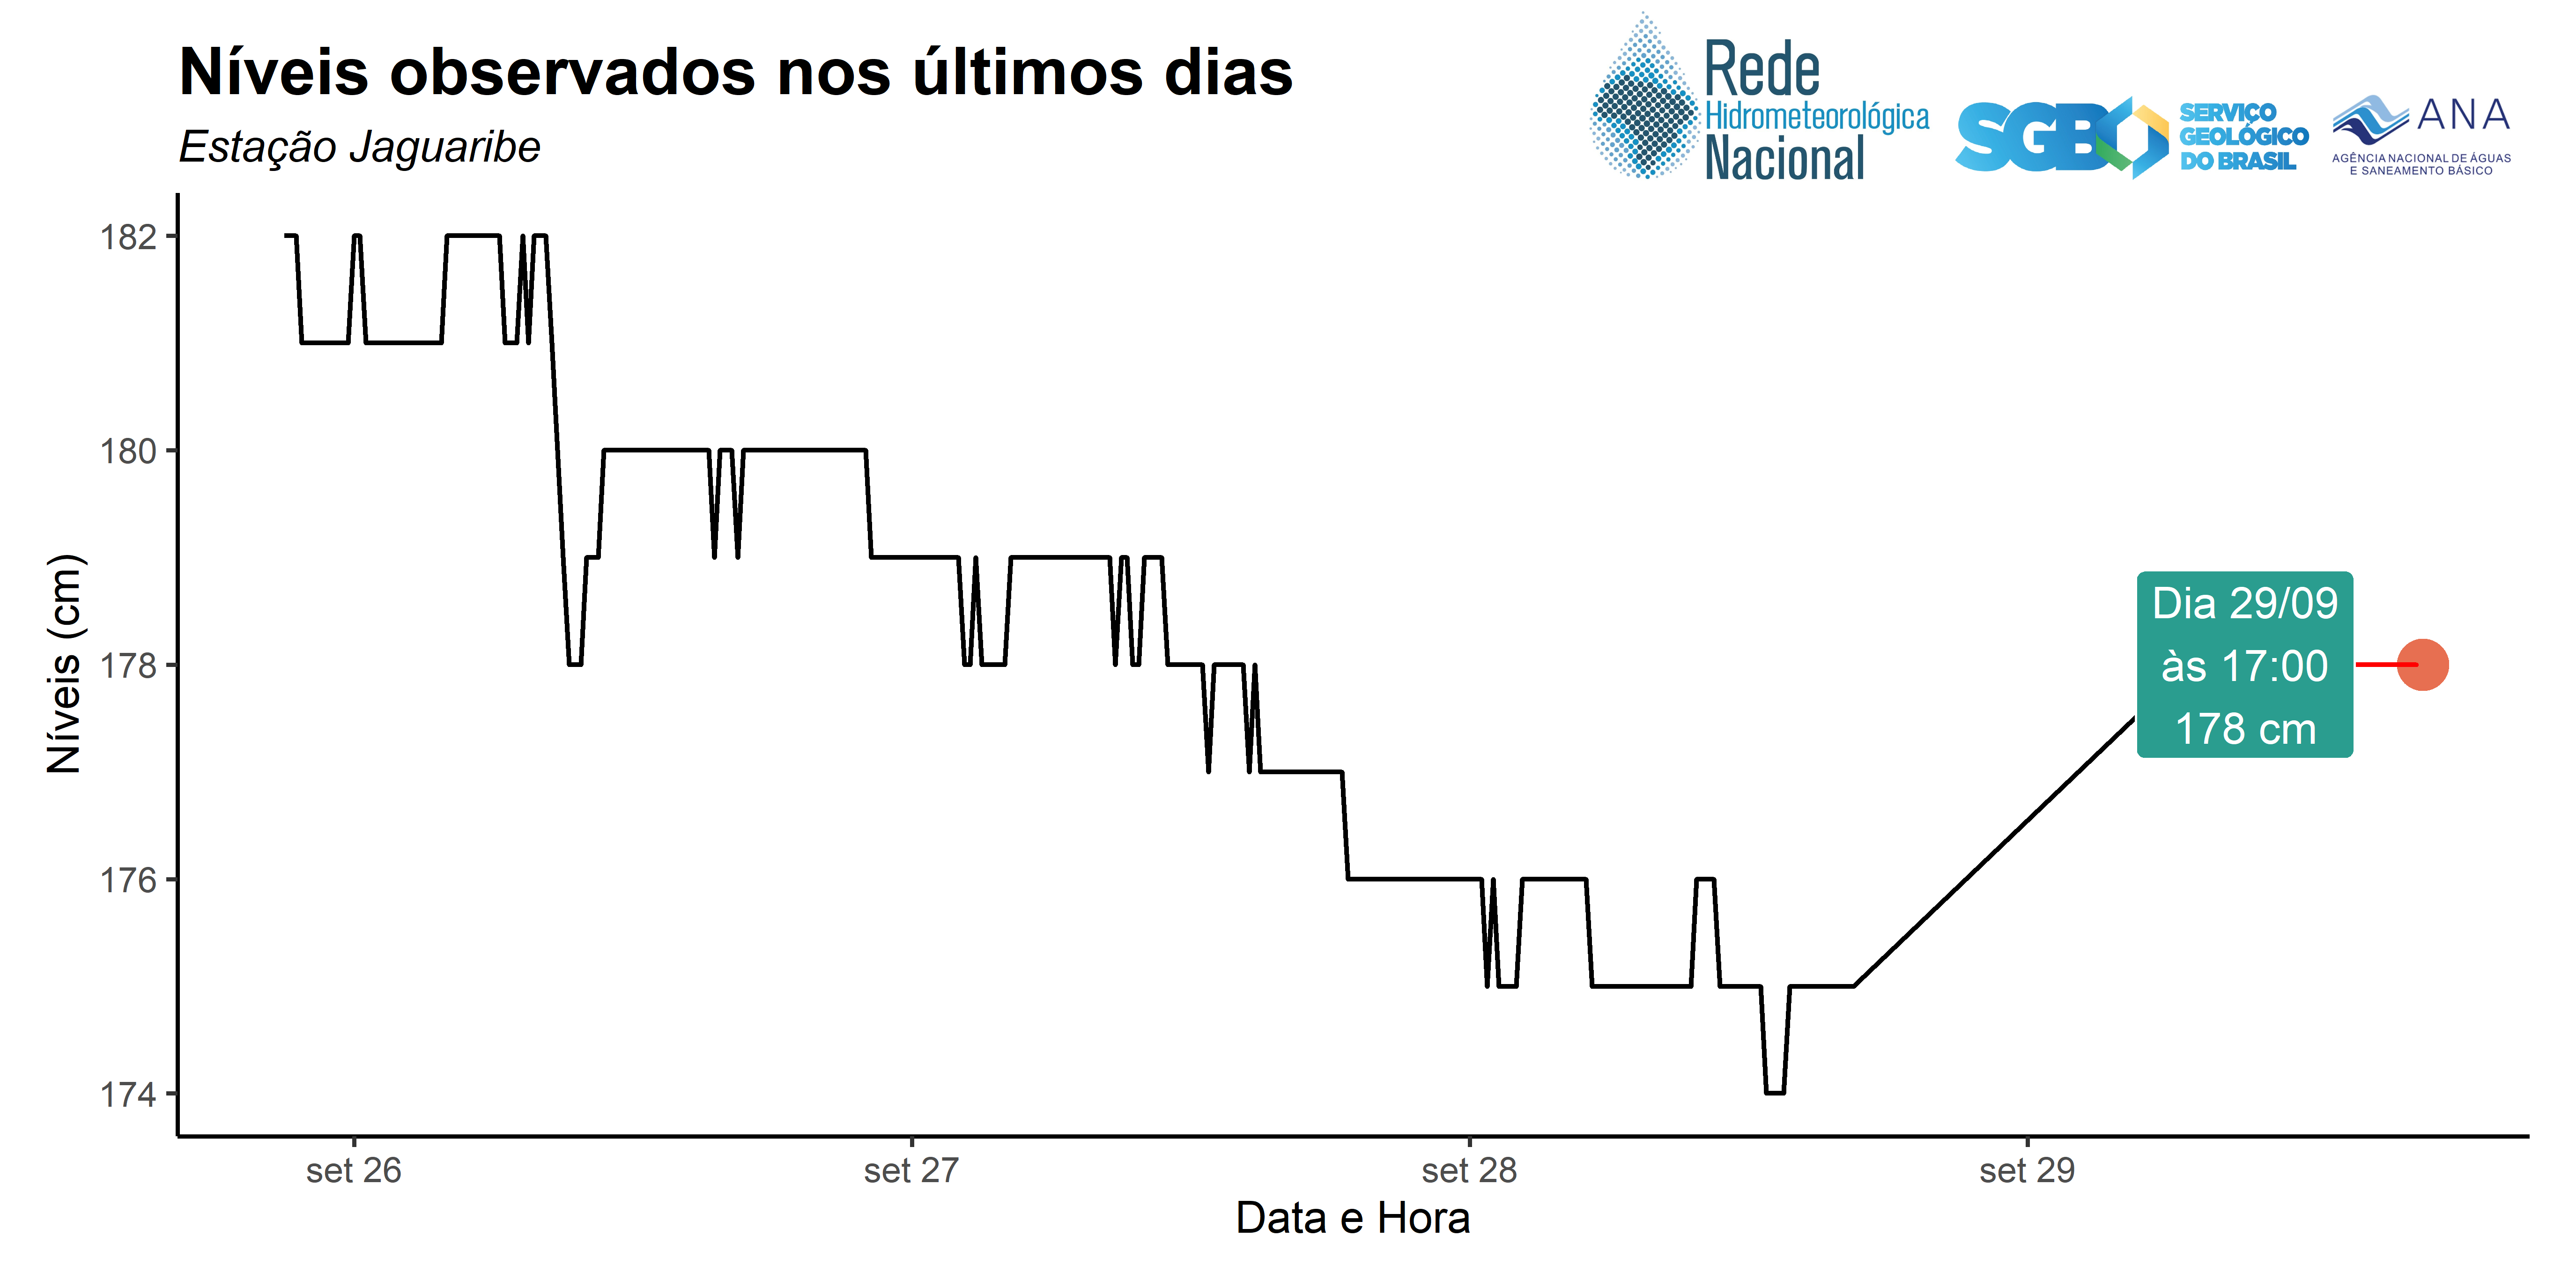 Níveis observados nos últimos dias
Estação Jaguaribe
Rede
Hidrometeorológica
Nacional
SGB
SERVIÇO
GEOLÓGICO
DO BRASIL
ANA
AGÊNCIA NACIONAL DE ÁGUAS
E SANEAMENTO BÁSICO
182
180
178
176
174
Níveis (cm)
Dia 29/09
às 17:00
178 cm
set 26
set 27
set 28
set 29
Data e Hora